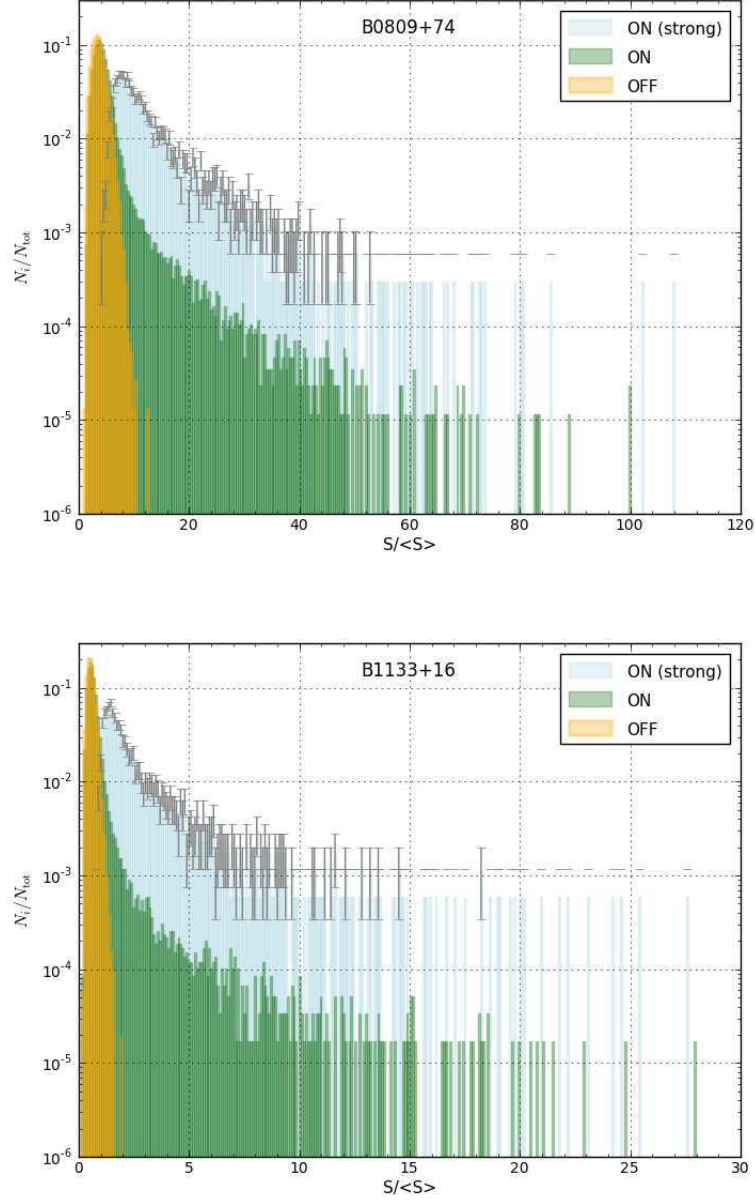 B0809+74
ON (strong)
ON
OFF
10^-1
10^-2
10^-3
10^-4
10^-5
10^-6
N_i/N_tot
0 20 40 60 80 100 120
S/<S>
B1133+16
ON (strong)
ON
OFF
10^-1
10^-2
10^-3
10^-4
10^-5
10^-6
N_i/N_tot
0 5 10 15 20 25 30
S/<S>